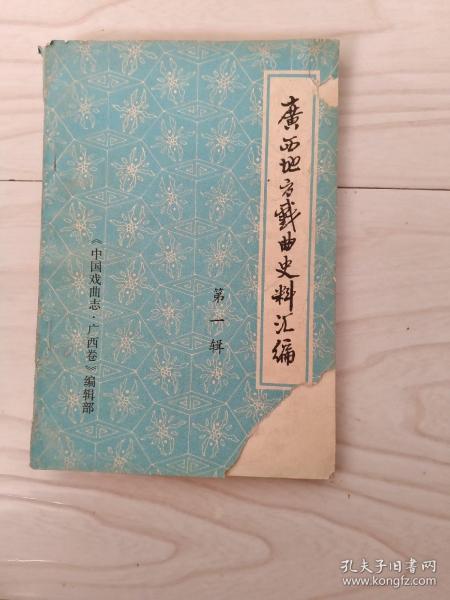 廣西地方戲曲史料汇编
第一辑
《中国戏曲志·广西卷》编辑部
孔夫子旧书网
www.kongfz.com